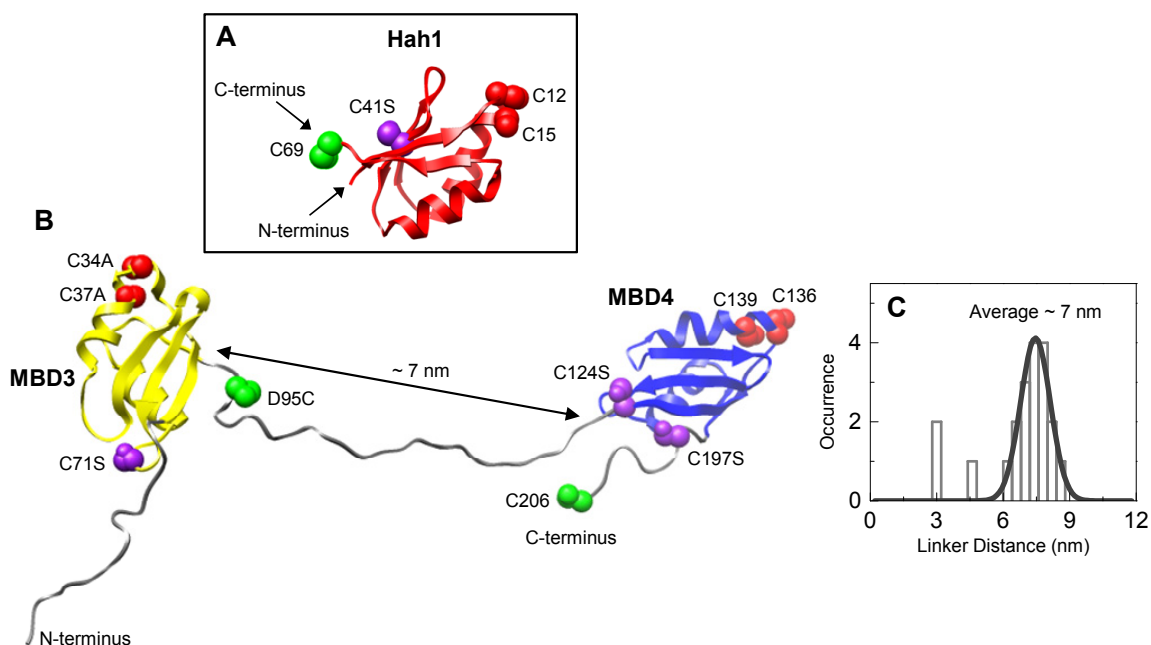 A
Hah1
C-terminus
C41S
C12
C15
C69
N-terminus
B
C34A
C37A
MBD3
C71S
D95C
~ 7 nm
MBD4
C139
C136
C124S
C197S
C206
C-terminus
N-terminus
C
Average ~ 7 nm
Occurrence
4
2
0
0
3
6
9
12
Linker Distance (nm)